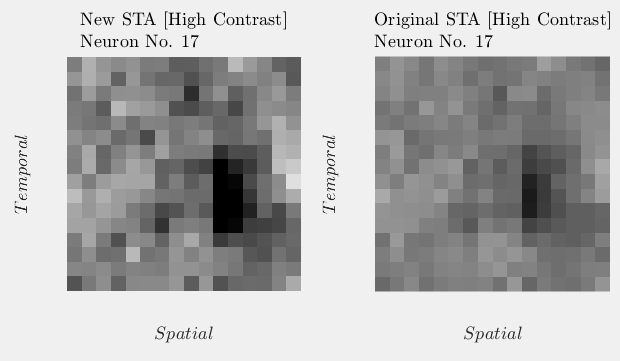 New STA [High Contrast]
Neuron No. 17
Original STA [High Contrast]
Neuron No. 17
Temporal
Temporal
Spatial
Spatial